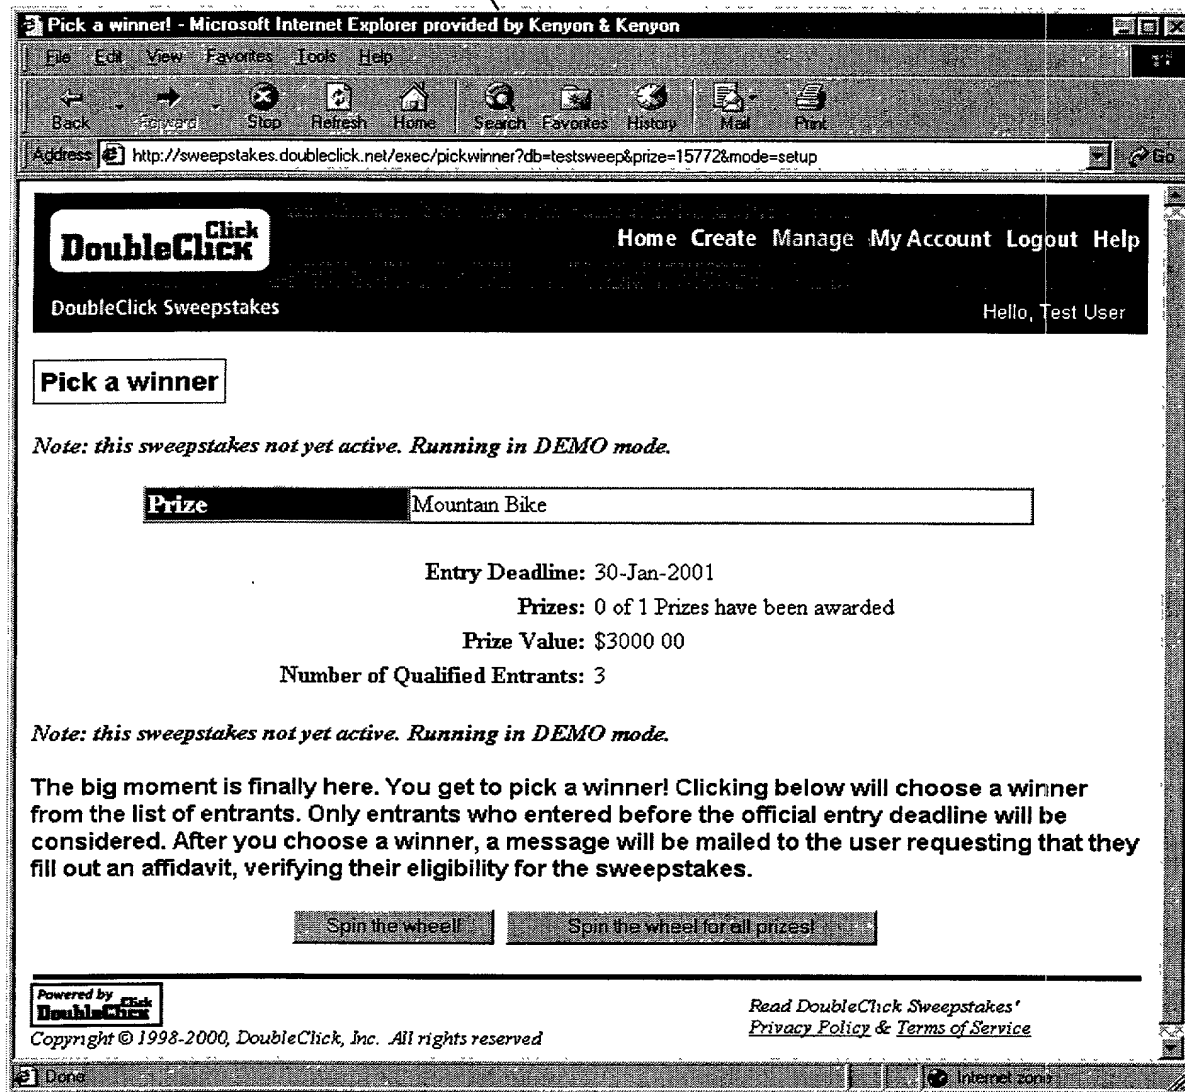 Pick a winner! - Microsoft Internet Explorer provided by Kenyon & Kenyon
File Edit View Favorites Tools Help
Back Forward Stop Refresh Home Search Favorites History Mail Print
Address http://sweepstakes.doubleclick.net/exec/pickwinner?db=testsweep&prize=15772&mode=setup Go
Click
DoubleClick
Home Create Manage My Account Logout Help
DoubleClick Sweepstakes
Hello, Test User
Pick a winner
Note: this sweepstakes not yet active. Running in DEMO mode.
Prize Mountain Bike
Entry Deadline: 30-Jan-2001
Prizes: 0 of 1 Prizes have been awarded
Prize Value: $3000 00
Number of Qualified Entrants: 3
Note: this sweepstakes not yet active. Running in DEMO mode.
The big moment is finally here. You get to pick a winner! Clicking below will choose a winner
from the list of entrants. Only entrants who entered before the official entry deadline will be
considered. After you choose a winner, a message will be mailed to the user requesting that they
fill out an affidavit, verifying their eligibility for the sweepstakes.
Spin the wheel! Spin the wheel for all prizes!
Powered by
Click
DoubleClick
Read DoubleClick Sweepstakes'
Privacy Policy & Terms of Service
Copyright © 1998-2000, DoubleClick, Inc. All rights reserved
Done Internet zone